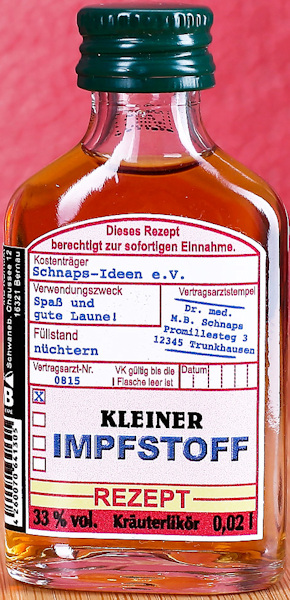 Dieses Rezept
berechtigt zur sofortigen Einnahme.
Kostenträger
Schnaps-Ideen e.V.
Verwendungszweck
Spaß und
gute Laune!
Vertragsarztstempel
Dr. med.
M.B. Schnaps
Promillesteg 3
12345 Trunkhausen
Füllstand
nüchtern
Vertragsarzt-Nr.
0815
VK gültig bis die
Flasche leer ist
Datum
X
KLEINER
IMPFSTOFF
REZEPT
33 % vol. Kräuterlikör 0,02 l
Schwaneb. Chaussee 12
16321 Bernau
B
4260070641305